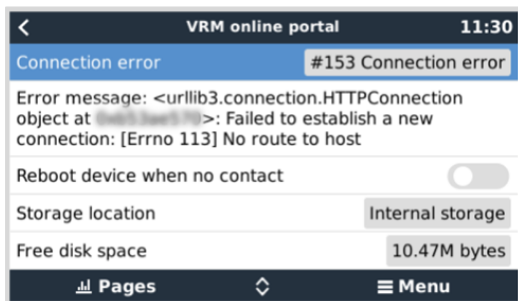 VRM online portal 11:30
Connection error #153 Connection error
Error message: <urllib3.connection.HTTPConnection
object at >: Failed to establish a new
connection: [Errno 113] No route to host
Reboot device when no contact
Storage location Internal storage
Free disk space 10.47M bytes
Pages Menu